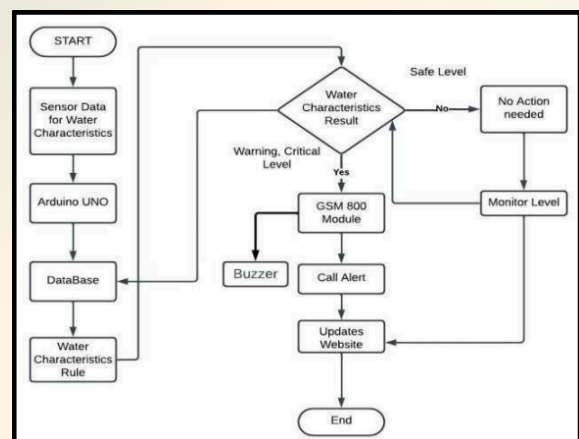 START
Sensor Data
for Water
Characteristics
Arduino UNO
DataBase
Water
Characteristics
Rule
Water
Characteristics
Result
Safe Level
No
No Action
needed
Monitor Level
Warning, Critical
Level
Yes
GSM 800
Module
Buzzer
Call Alert
Updates
Website
End